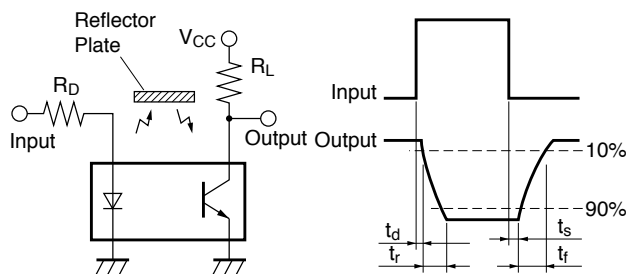 Reflector
Plate
VCC
RD
RL
Input
Output
Input
Output
10%
90%
td
ts
tr
tf